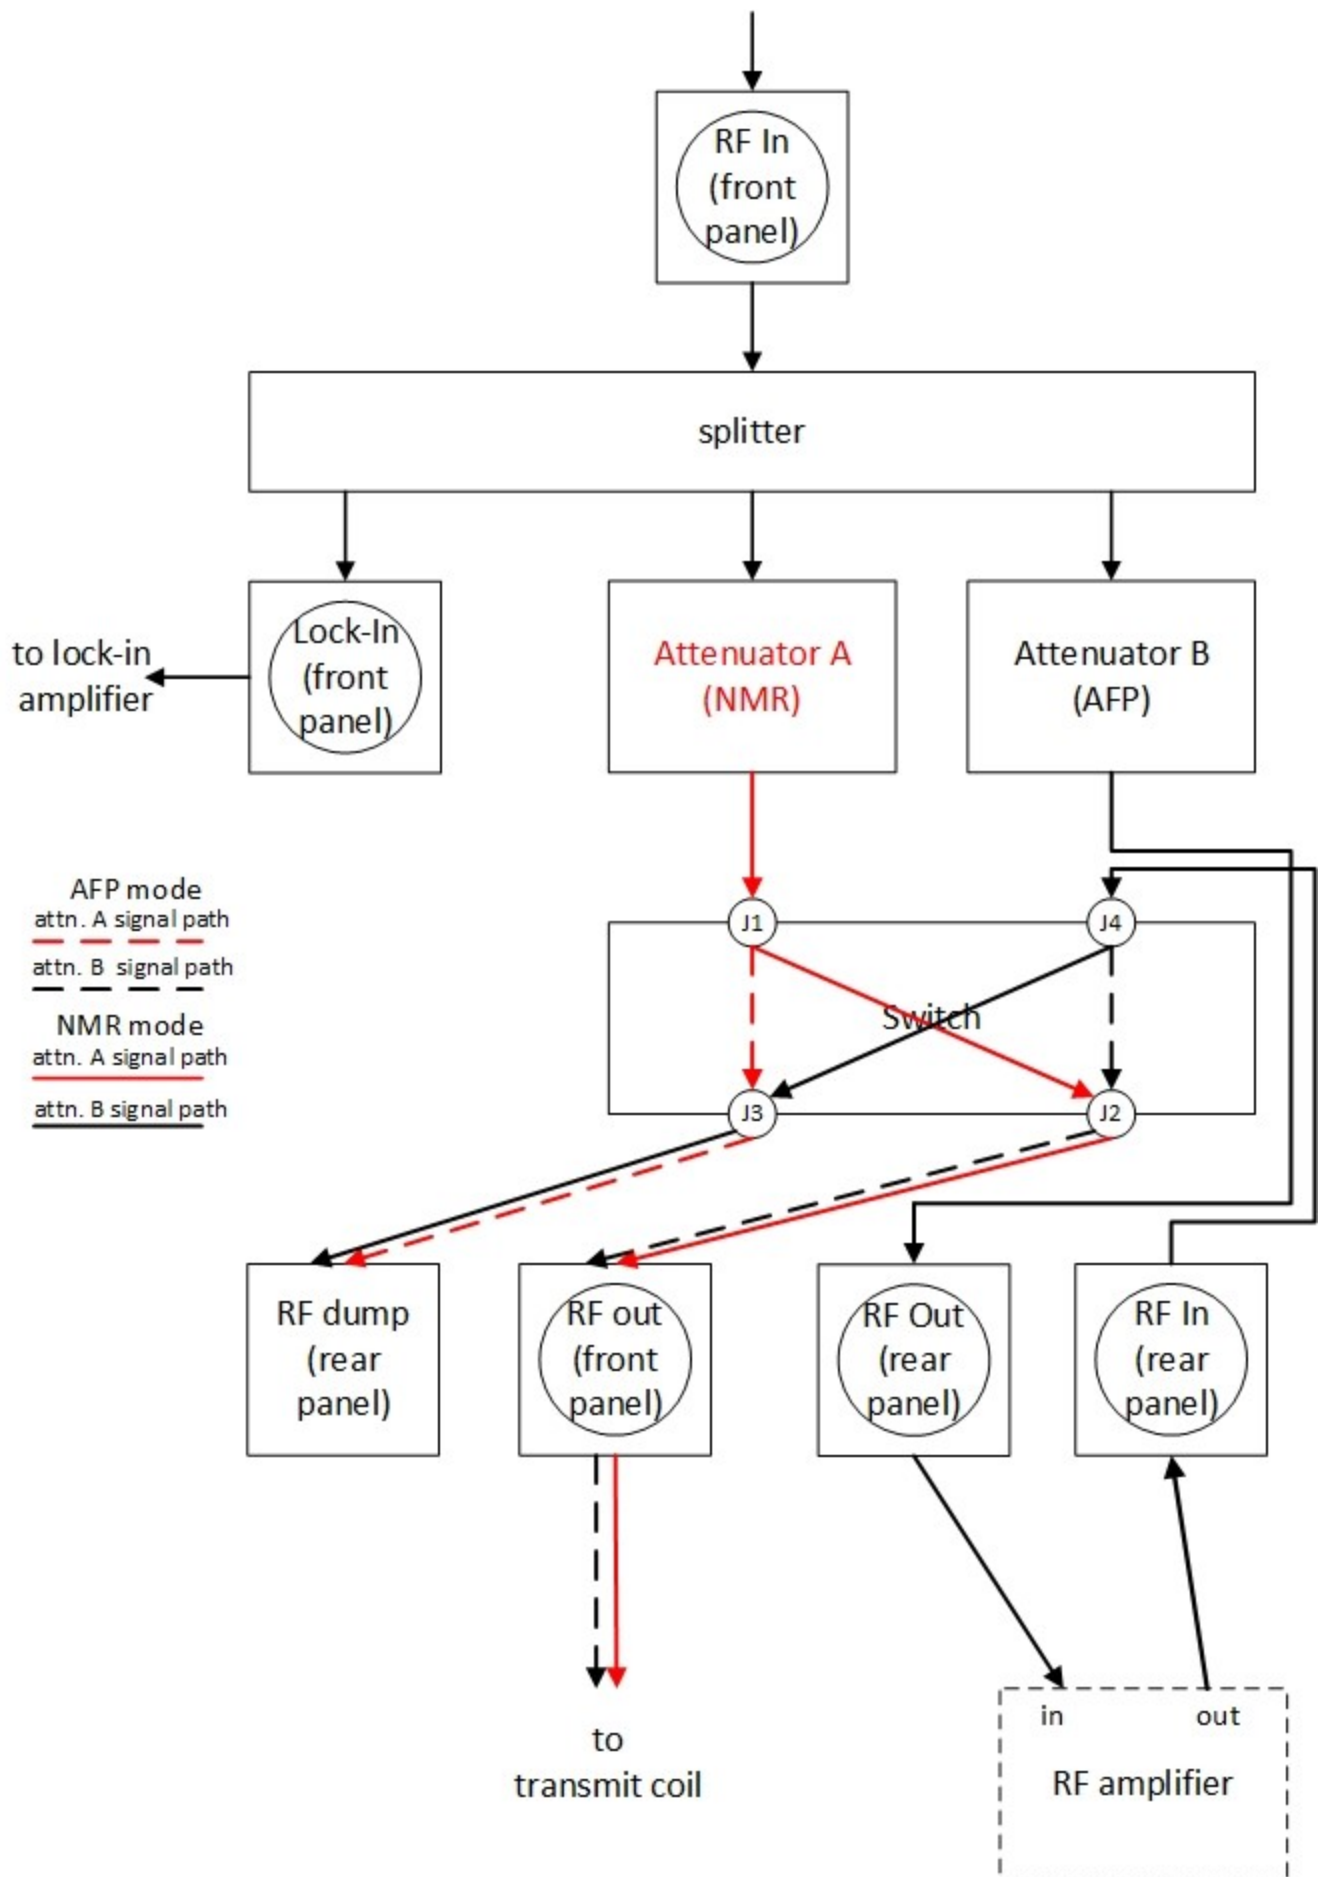 RF In
(front
panel)
splitter
Lock-In
(front
panel)
to lock-in
amplifier
Attenuator A
(NMR)
Attenuator B
(AFP)
AFP mode
attn. A signal path
attn. B signal path
NMR mode
attn. A signal path
attn. B signal path
J1
J4
Switch
J3
J2
RF dump
(rear
panel)
RF out
(front
panel)
RF Out
(rear
panel)
RF In
(rear
panel)
to
transmit coil
in
out
RF amplifier